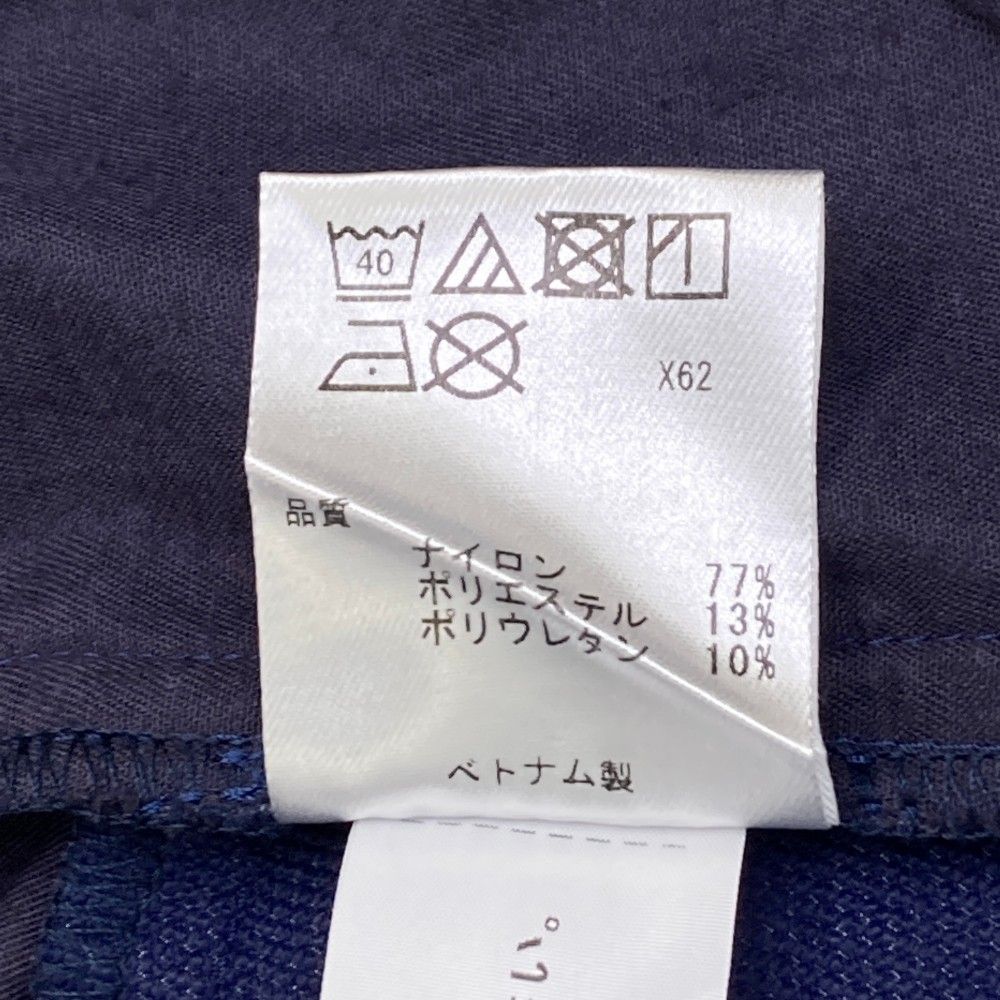 40
X62
品質
ナイロン 77%
ポリエステル 13%
ポリウレタン 10%
ベトナム製